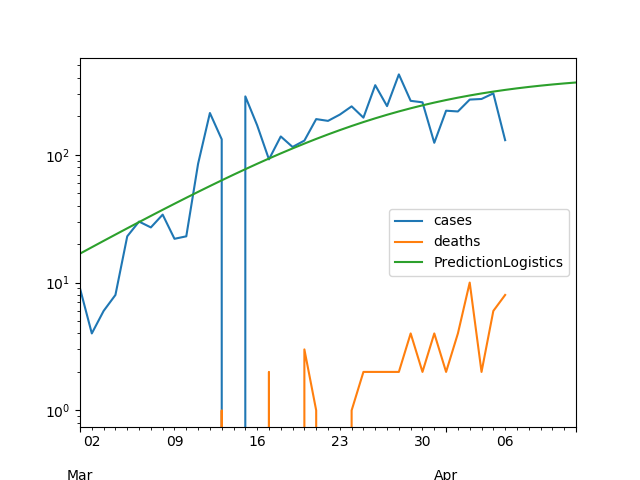 10²
10¹
10⁰
cases
deaths
PredictionLogistics
02 09 16 23 30 06
Mar Apr